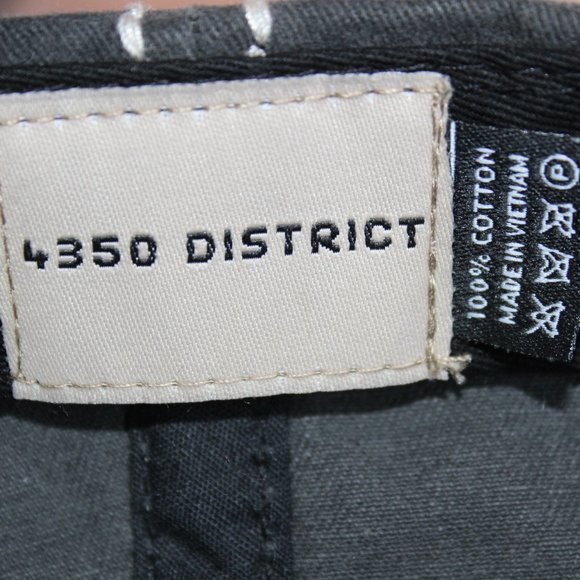 4350 DISTRICT
100% COTTON
MADE IN VIETNAM
P